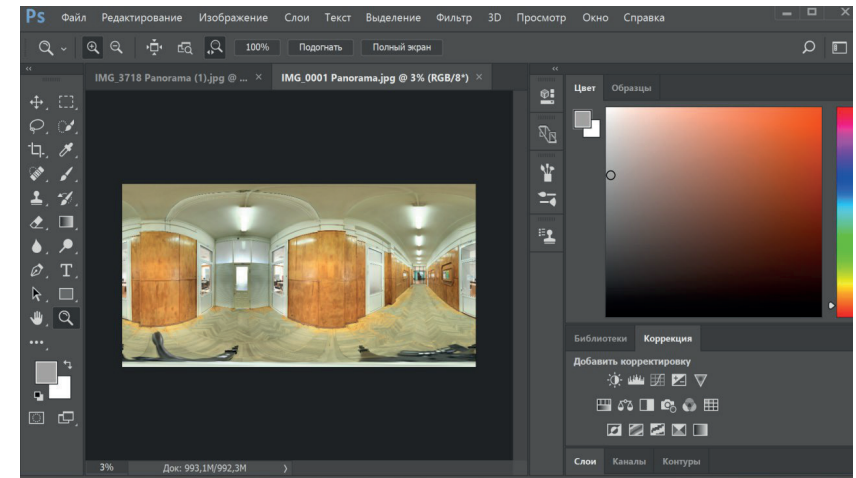 Ps Файл Редактирование Изображение Слои Текст Выделение Фильтр 3D Просмотр Окно Справка
100% Подогнать Полный экран
IMG_3718 Panorama (1).jpg @ ... × IMG_0001 Panorama.jpg @ 3% (RGB/8*) ×
Цвет Образцы
Библиотеки Коррекция
Добавить корректировку
3% Док: 993,1M/992,3M
Слои Каналы Контуры